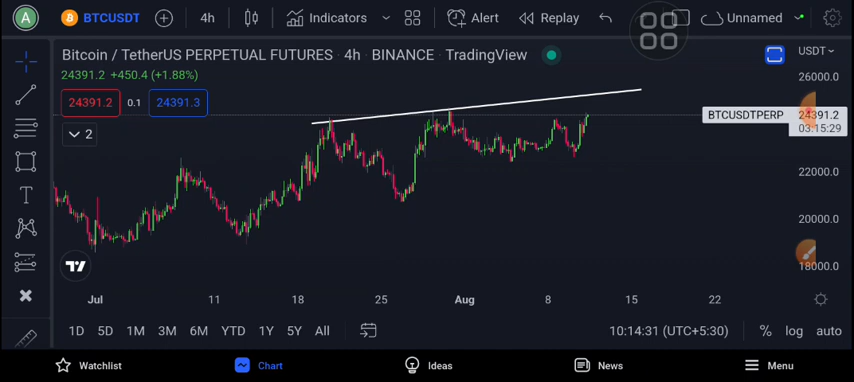 A
BTCUSDT
4h
Indicators
Alert
Replay
Unnamed
Bitcoin / TetherUS PERPETUAL FUTURES · 4h · BINANCE · TradingView
USDT
24391.2 +450.4 (+1.88%)
24391.2
0.1
24391.3
2
26000.0
BTCUSDTPERP
24391.2
03:15:29
22000.0
20000.0
18000.0
Jul
11
18
25
Aug
8
15
22
1D
5D
1M
3M
6M
YTD
1Y
5Y
All
10:14:31 (UTC+5:30)
%
log
auto
Watchlist
Chart
Ideas
News
Menu